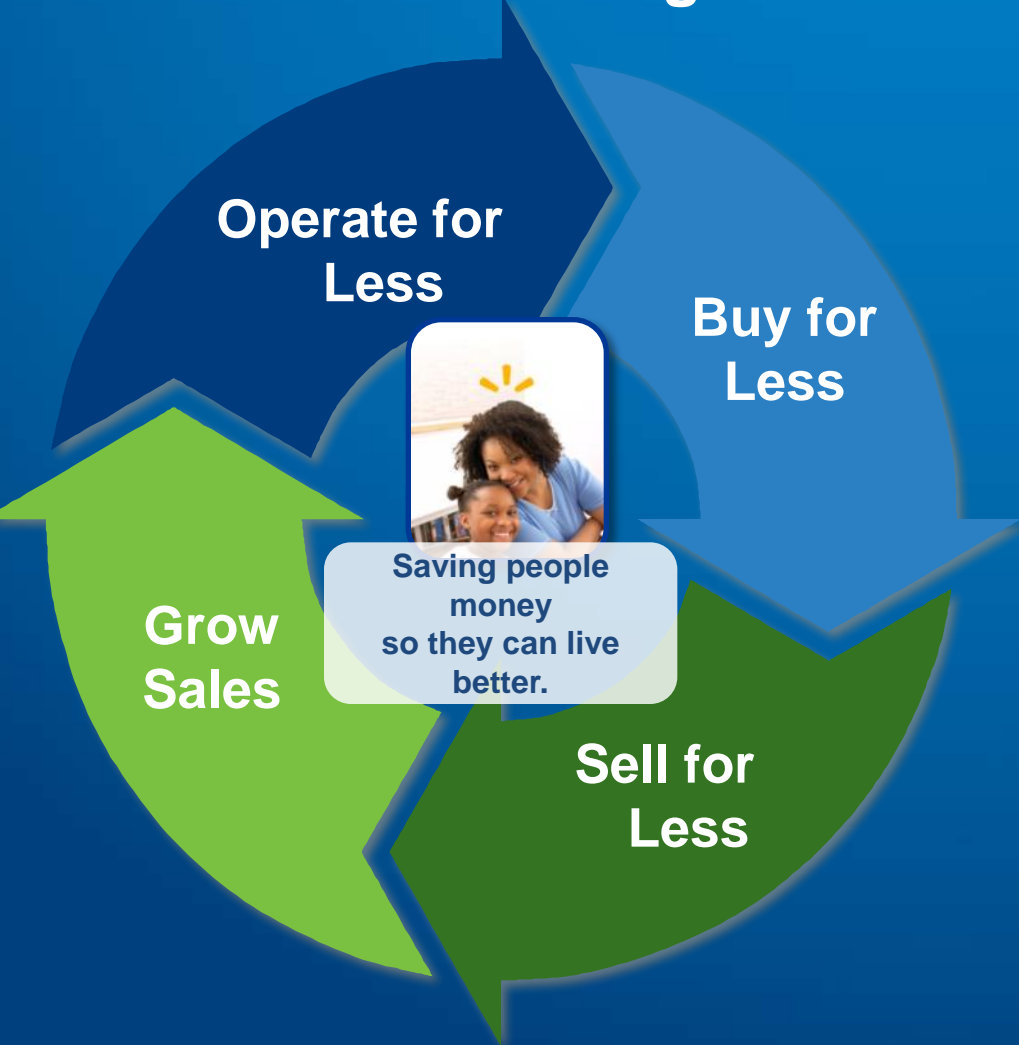 Operate for
Less
Buy for
Less
Sell for
Less
Grow
Sales
Saving people
money
so they can live
better.